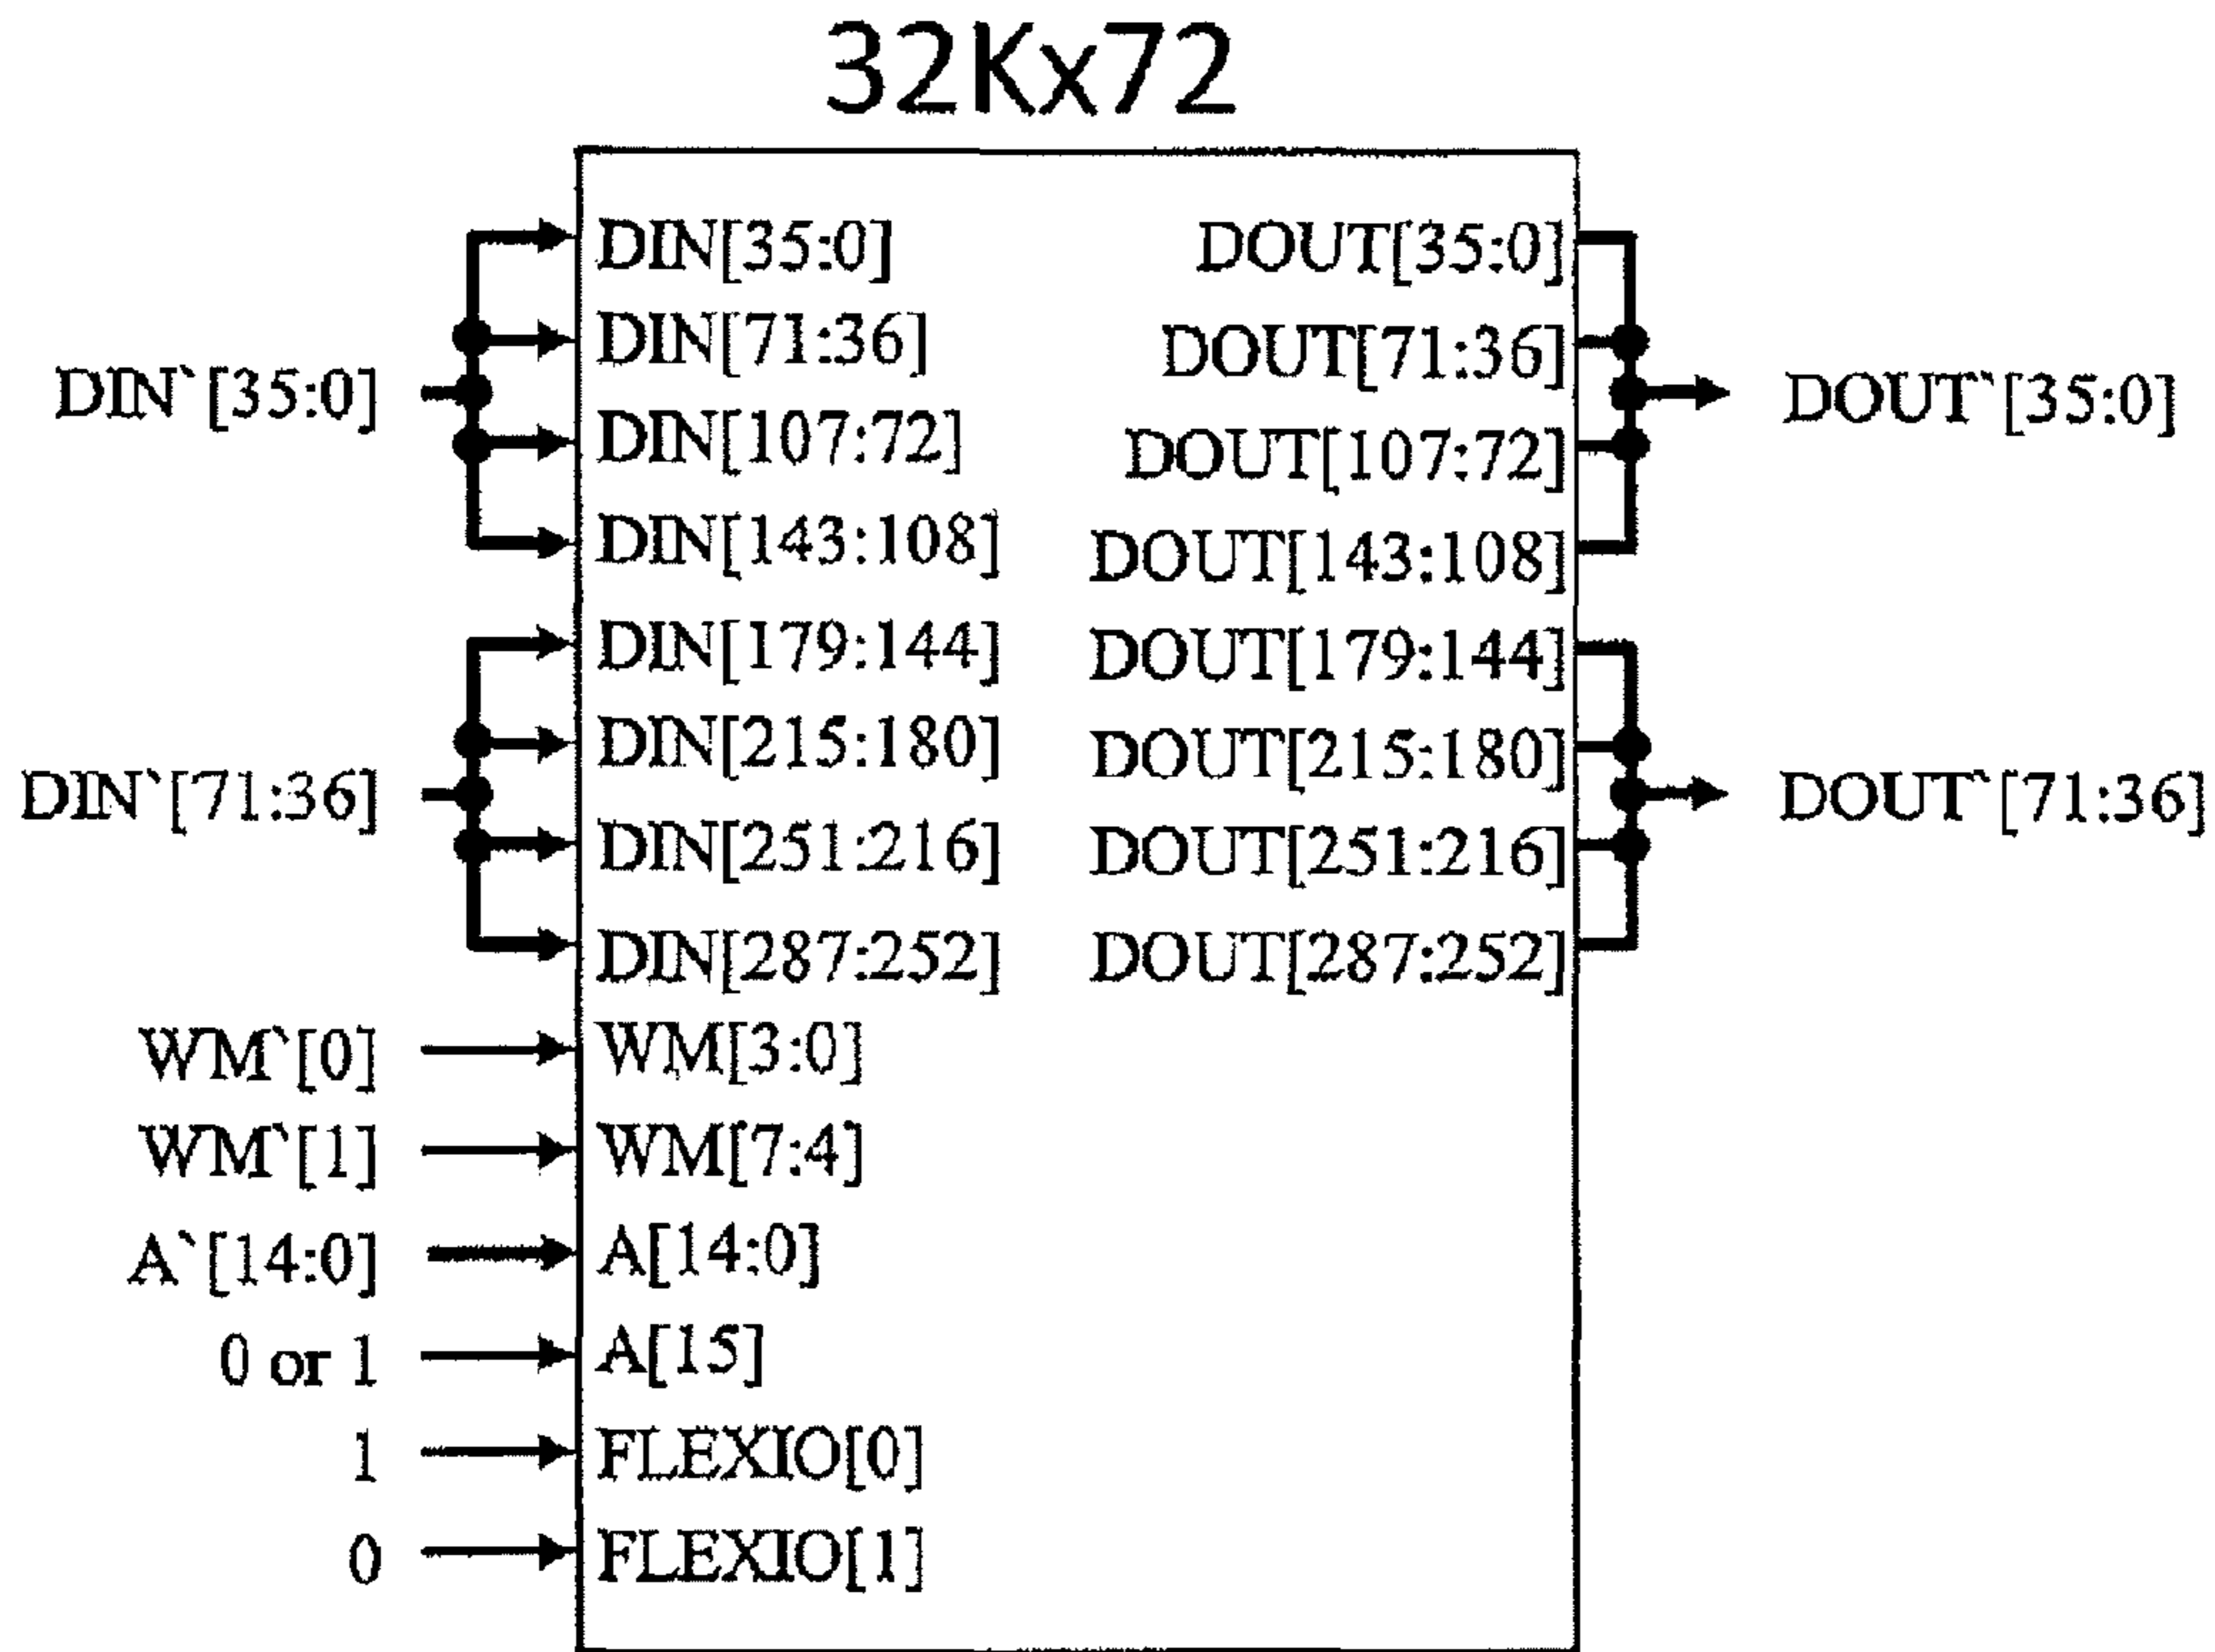 32Kx72
DIN[35:0] DOUT[35:0]
DIN[71:36] DOUT[71:36]
DIN`[35:0] DOUT`[35:0]
DIN[107:72] DOUT[107:72]
DIN[143:108] DOUT[143:108]
DIN[179:144] DOUT[179:144]
DIN[215:180] DOUT[215:180]
DIN`[71:36] DOUT`[71:36]
DIN[251:216] DOUT[251:216]
DIN[287:252] DOUT[287:252]
WM`[0] WM[3:0]
WM`[1] WM[7:4]
A`[14:0] A[14:0]
0 or 1 A[15]
1 FLEXIO[0]
0 FLEXIO[1]